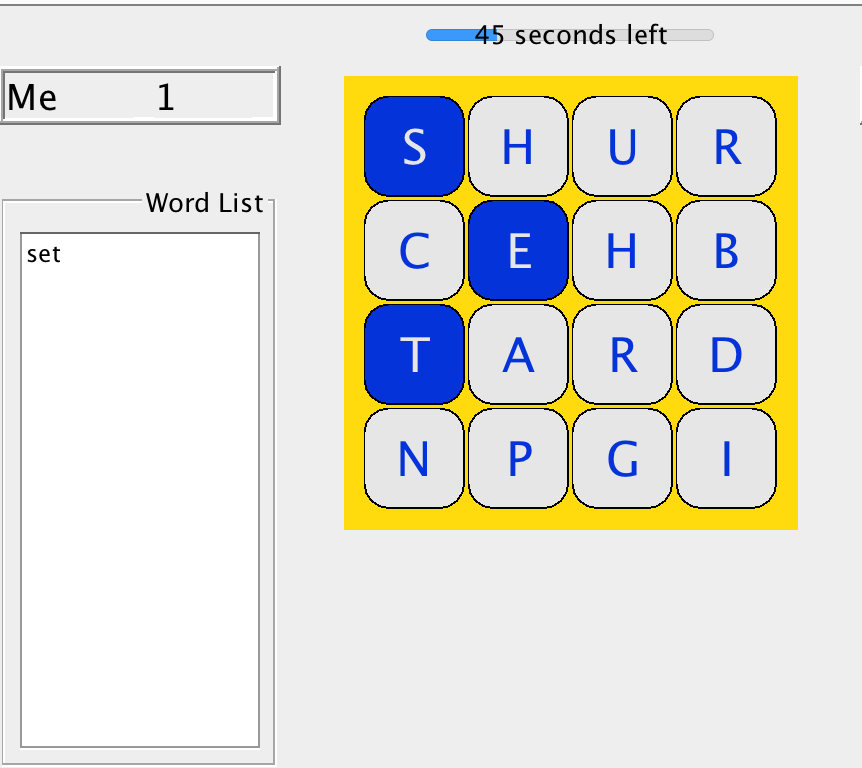 45 seconds left
Me 1
Word List
set
S H U R
C E H B
T A R D
N P G I